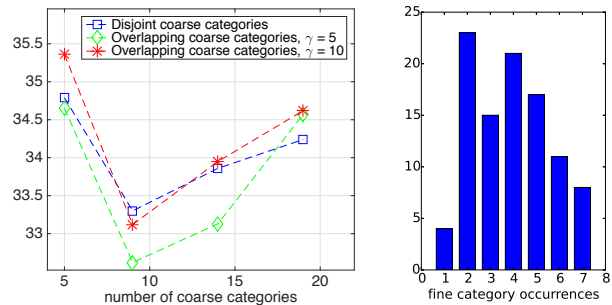 Disjoint coarse categories
Overlapping coarse categories, γ = 5
Overlapping coarse categories, γ = 10
35.5
35
34.5
34
33.5
33
5
10
15
20
number of coarse categories
25
20
15
10
5
0
0 1 2 3 4 5 6 7 8
fine category occurrences